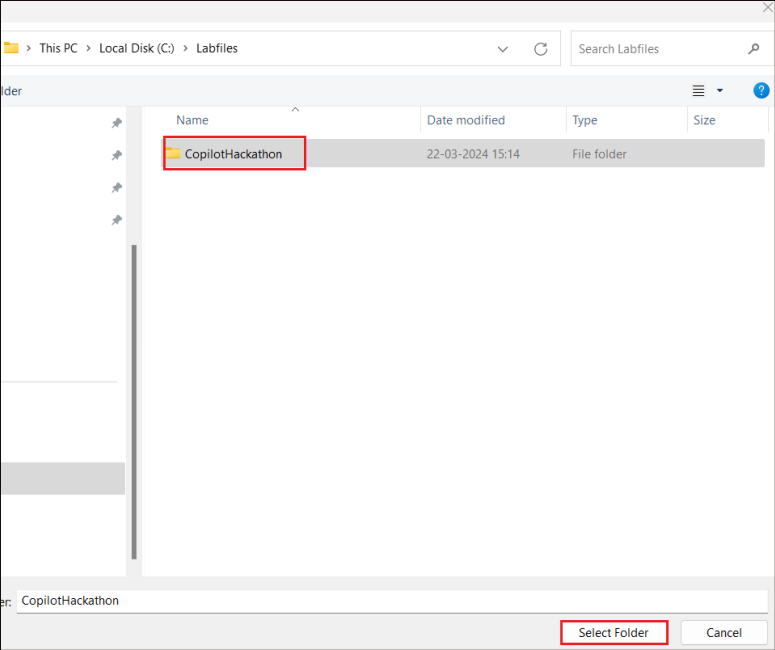 This PC > Local Disk (C:) > Labfiles
Search Labfiles
lder
?
Name Date modified Type Size
CopilotHackathon 22-03-2024 15:14 File folder
er: CopilotHackathon
Select Folder Cancel